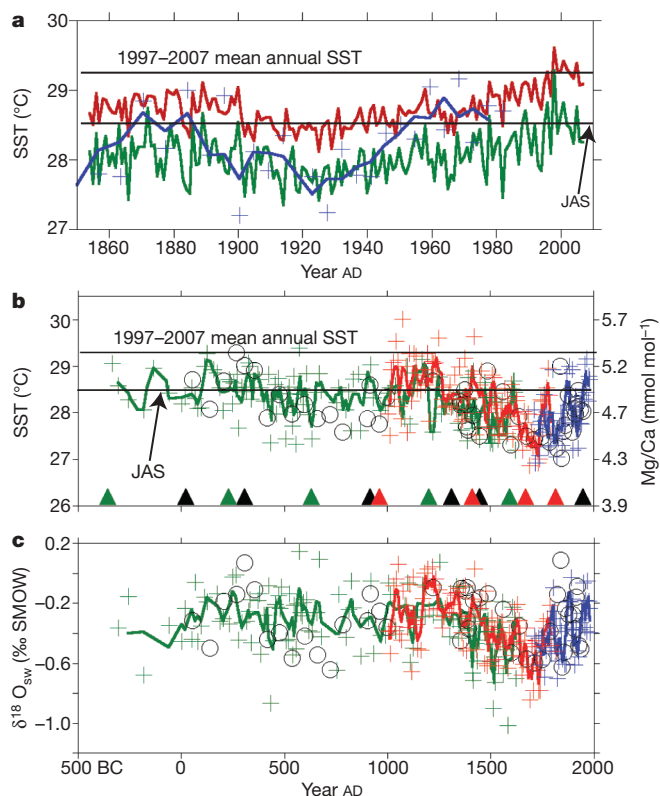 a
1997–2007 mean annual SST
30
29
28
27
SST (°C)
JAS
1860 1880 1900 1920 1940 1960 1980 2000
Year AD
b
1997–2007 mean annual SST
30
29
28
27
26
SST (°C)
JAS
5.7
5.2
4.7
4.3
3.9
Mg/Ca (mmol mol⁻¹)
c
0.2
−0.2
−0.6
−1.0
δ¹⁸ Osw (‰ SMOW)
500 BC 0 500 1000 1500 2000
Year AD